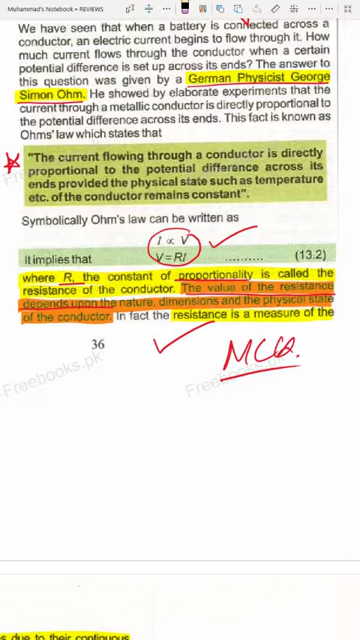 Muhammad's Notebook » REVIEWS
We have seen that when a battery is connected across a
conductor, an electric current begins to flow through it. How
much current flows through the conductor when a certain
potential difference is set up across its ends? The answer to
this question was given by a German Physicist George
Simon Ohm. He showed by elaborate experiments that the
current through a metallic conductor is directly proportional to
the potential difference across its ends. This fact is known as
Ohms' law which states that
"The current flowing through a conductor is directly
proportional to the potential difference across its
ends provided the physical state such as temperature
etc. of the conductor remains constant".
Symbolically Ohm's law can be written as
I ∝ V
It implies that V = RI .......... (13.2)
where R, the constant of proportionality is called the
resistance of the conductor. The value of the resistance
depends upon the nature, dimensions and the physical state
of the conductor. In fact the resistance is a measure of the
36
MCQ.
Freebooks.pk
Freebooks.pk
s due to their continuous